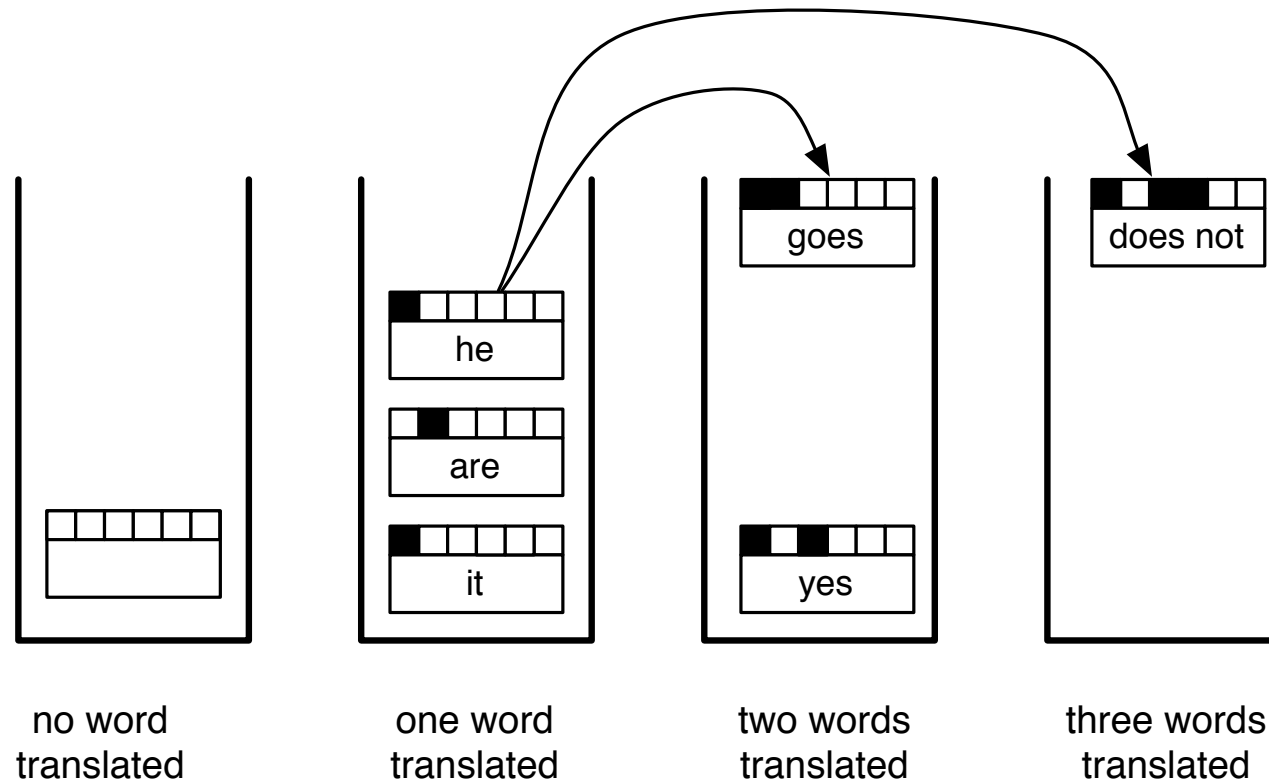 goes
does not
he
are
it
yes
no word
translated
one word
translated
two words
translated
three words
translated